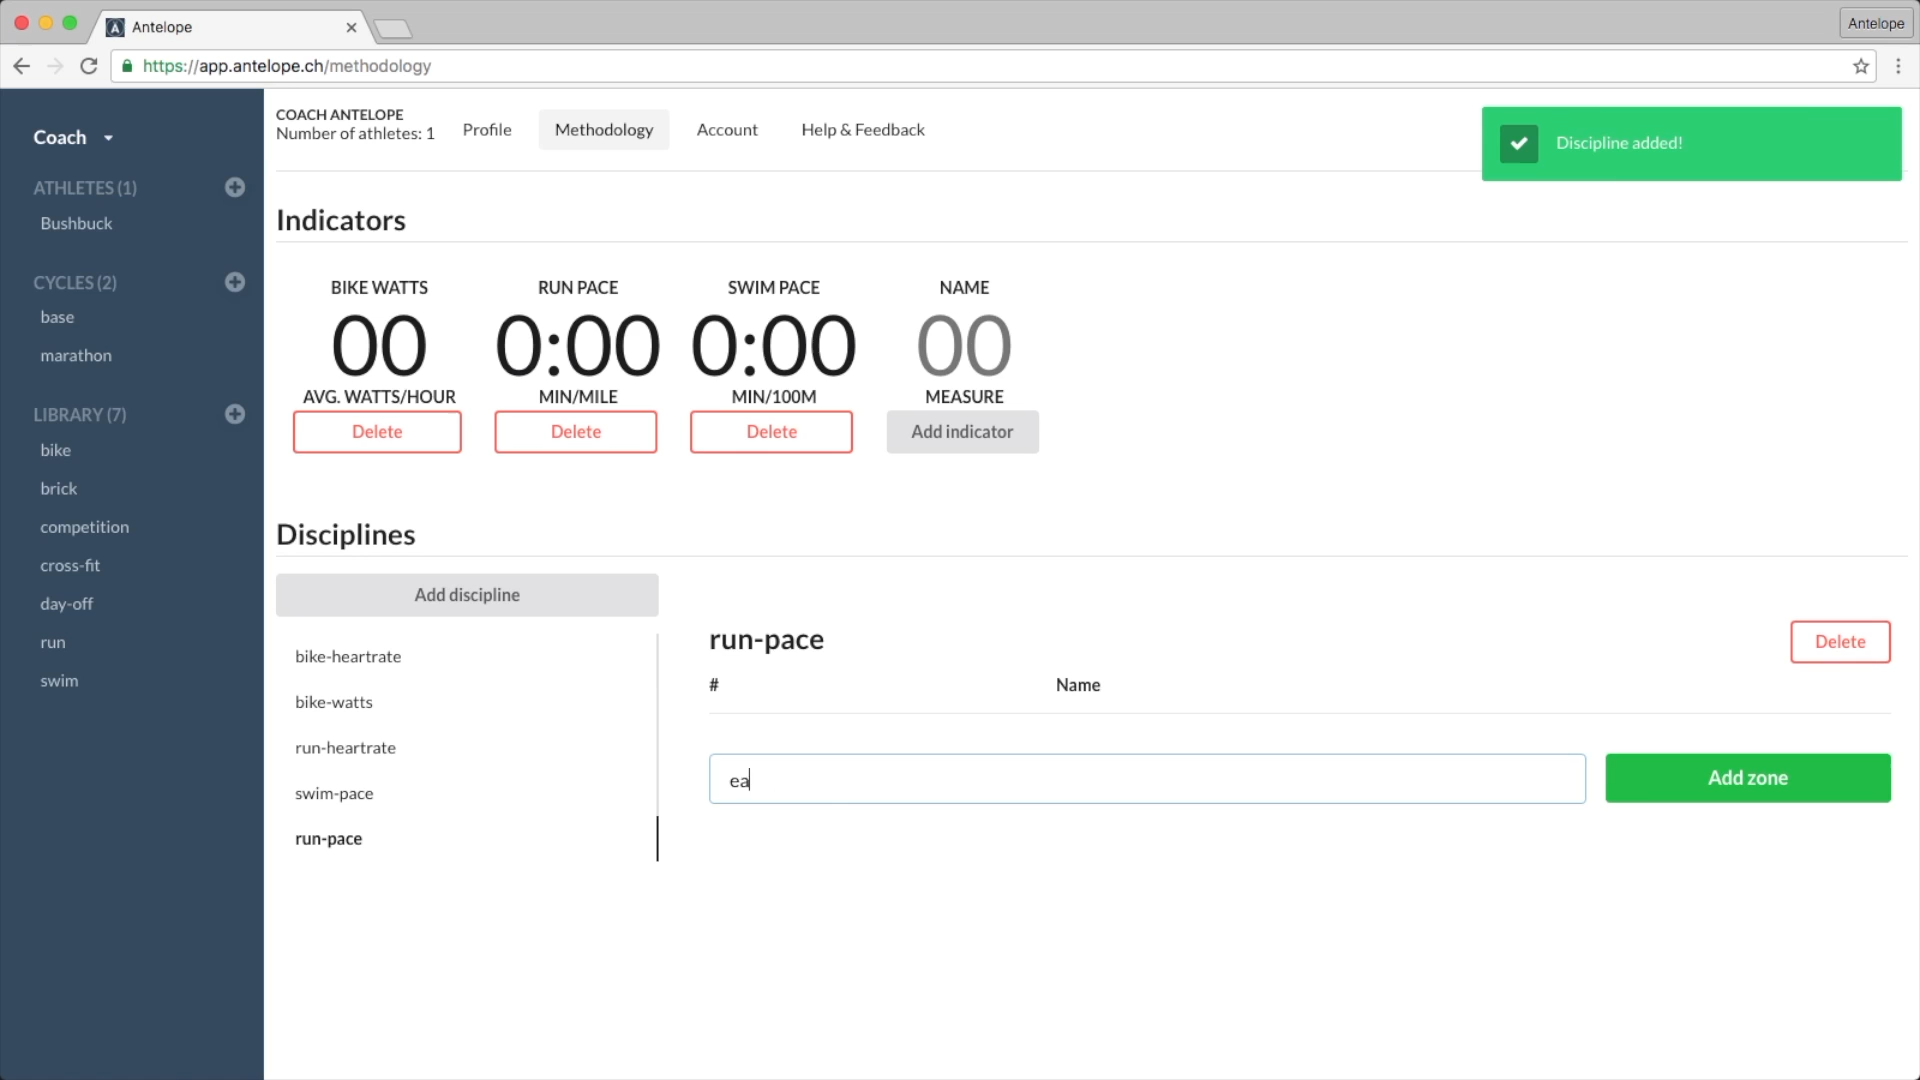 Antelope
Antelope
https://app.antelope.ch/methodology
Coach
ATHLETES (1)
Bushbuck
CYCLES (2)
base
marathon
LIBRARY (7)
bike
brick
competition
cross-fit
day-off
run
swim
COACH ANTELOPE
Number of athletes: 1
Profile
Methodology
Account
Help & Feedback
Discipline added!
Indicators
BIKE WATTS
00
AVG. WATTS/HOUR
Delete
RUN PACE
0:00
MIN/MILE
Delete
SWIM PACE
0:00
MIN/100M
Delete
NAME
00
MEASURE
Add indicator
Disciplines
Add discipline
bike-heartrate
bike-watts
run-heartrate
swim-pace
run-pace
run-pace
Delete
# Name
ea
Add zone